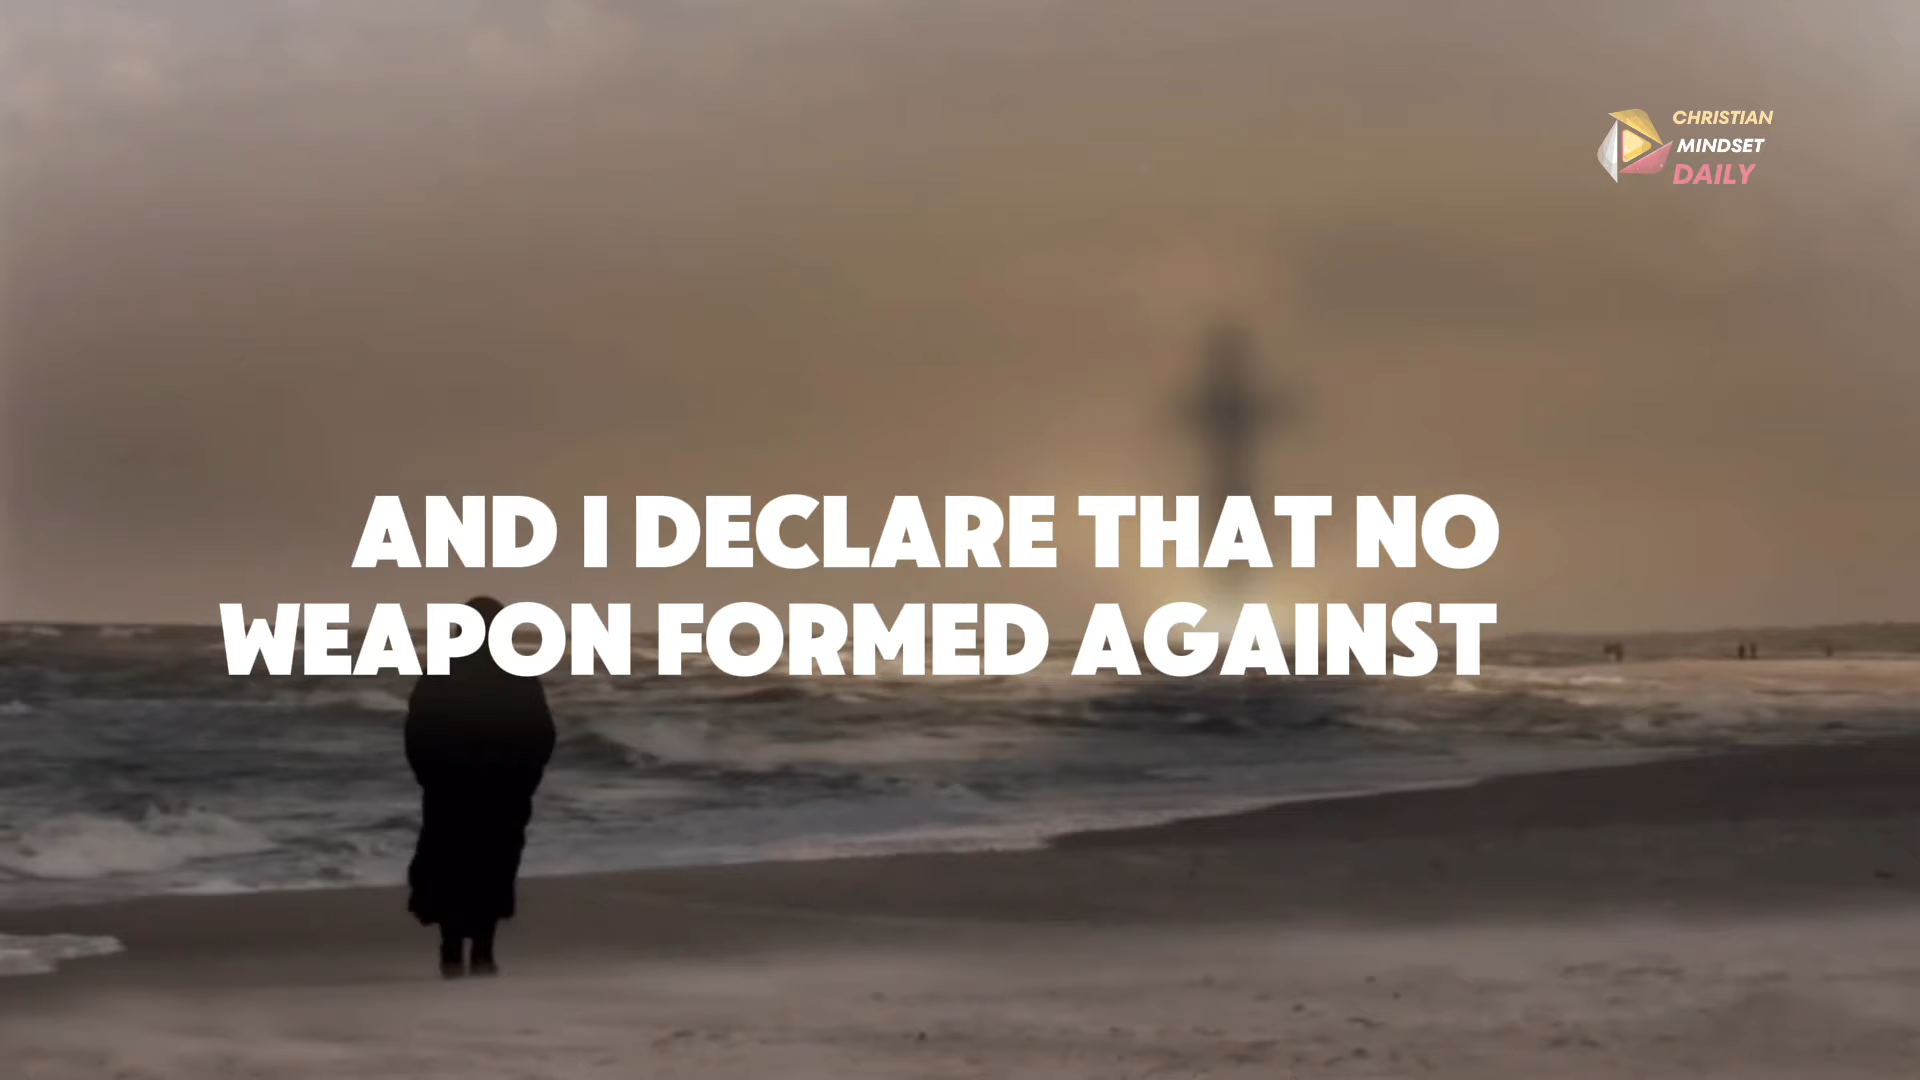 CHRISTIAN
MINDSET
DAILY
AND I DECLARE THAT NO
WEAPON FORMED AGAINST